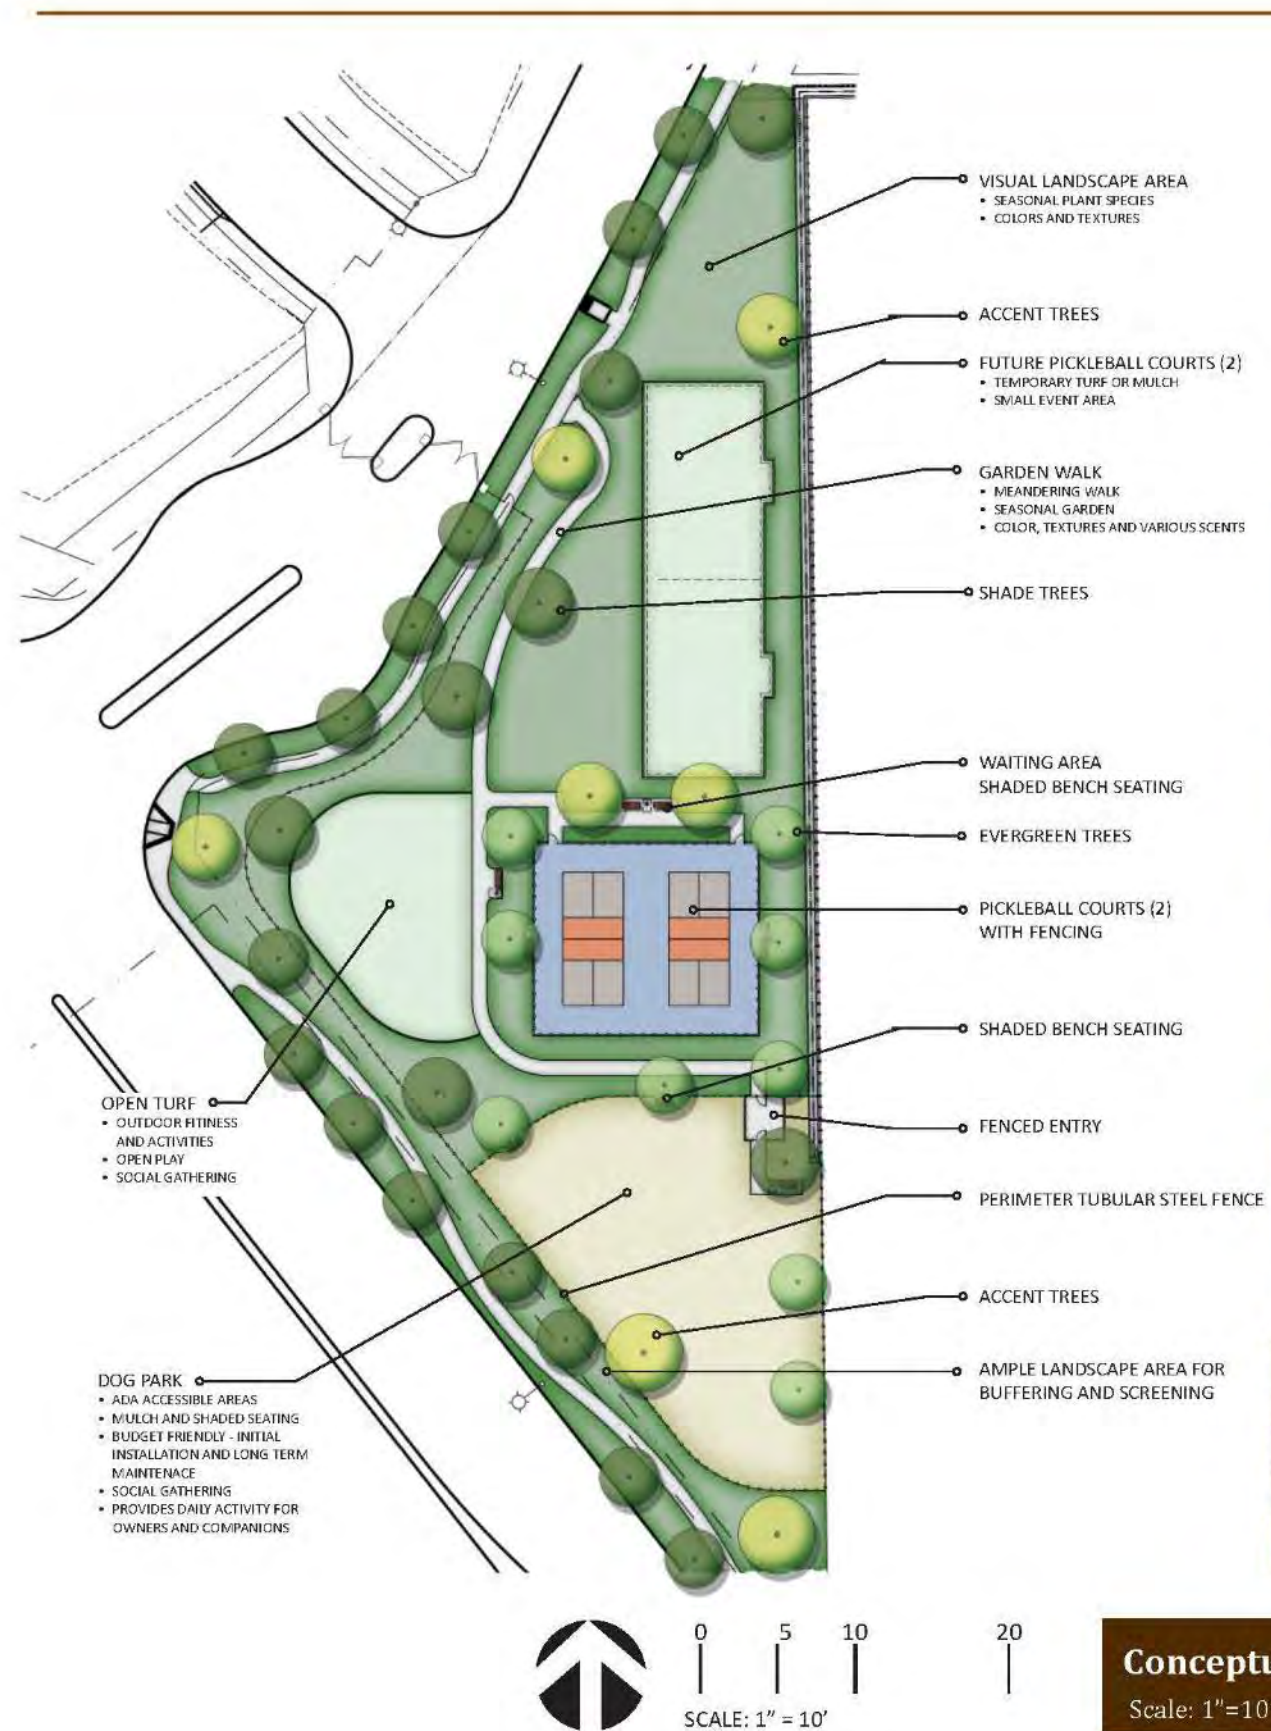 VISUAL LANDSCAPE AREA
• SEASONAL PLANT SPECIES
• COLORS AND TEXTURES
ACCENT TREES
FUTURE PICKLEBALL COURTS (2)
• TEMPORARY TURF OR MULCH
• SMALL EVENT AREA
GARDEN WALK
• MEANDERING WALK
• SEASONAL GARDEN
• COLOR, TEXTURES AND VARIOUS SCENTS
SHADE TREES
WAITING AREA
SHADED BENCH SEATING
EVERGREEN TREES
PICKLEBALL COURTS (2)
WITH FENCING
SHADED BENCH SEATING
OPEN TURF
• OUTDOOR FITINESS
AND ACTIVITIES
• OPEN PLAY
• SOCIAL GATHERING
FENCED ENTRY
PERIMETER TUBULAR STEEL FENCE
ACCENT TREES
AMPLE LANDSCAPE AREA FOR
BUFFERING AND SCREENING
DOG PARK
• ADA ACCESSIBLE AREAS
• MULCH AND SHADED SEATING
• BUDGET FRIENDLY - INITIAL
INSTALLATION AND LONG TERM
MAINTENACE
• SOCIAL GATHERING
• PROVIDES DAILY ACTIVITY FOR
OWNERS AND COMPANIONS
0 5 10 20
SCALE: 1" = 10'
Conceptu
Scale: 1"=10